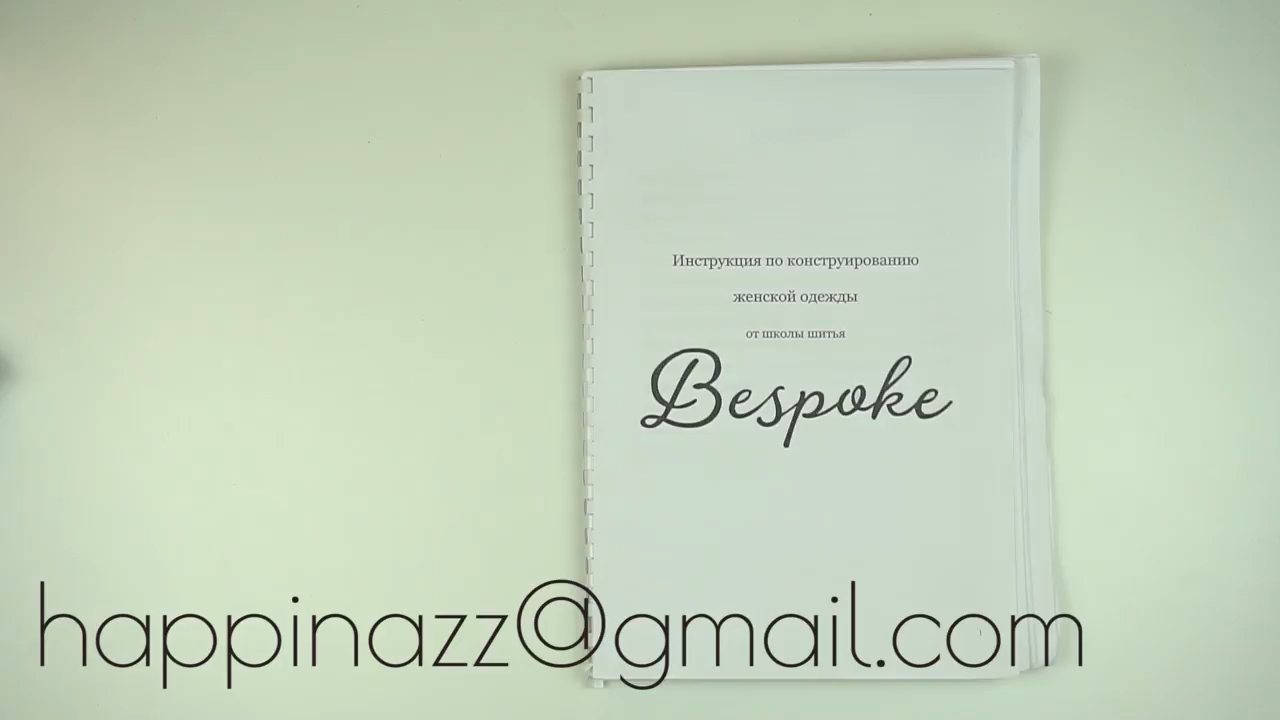 Инструкция по конструированию
женской одежды
от школы шитья
Bespoke
happinazz@gmail.com